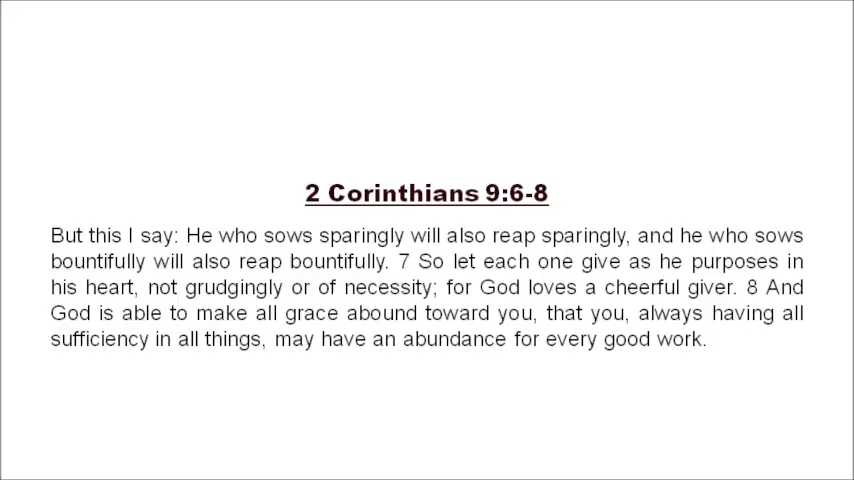 2 Corinthians 9:6-8
But this I say: He who sows sparingly will also reap sparingly, and he who sows
bountifully will also reap bountifully. 7 So let each one give as he purposes in
his heart, not grudgingly or of necessity; for God loves a cheerful giver. 8 And
God is able to make all grace abound toward you, that you, always having all
sufficiency in all things, may have an abundance for every good work.